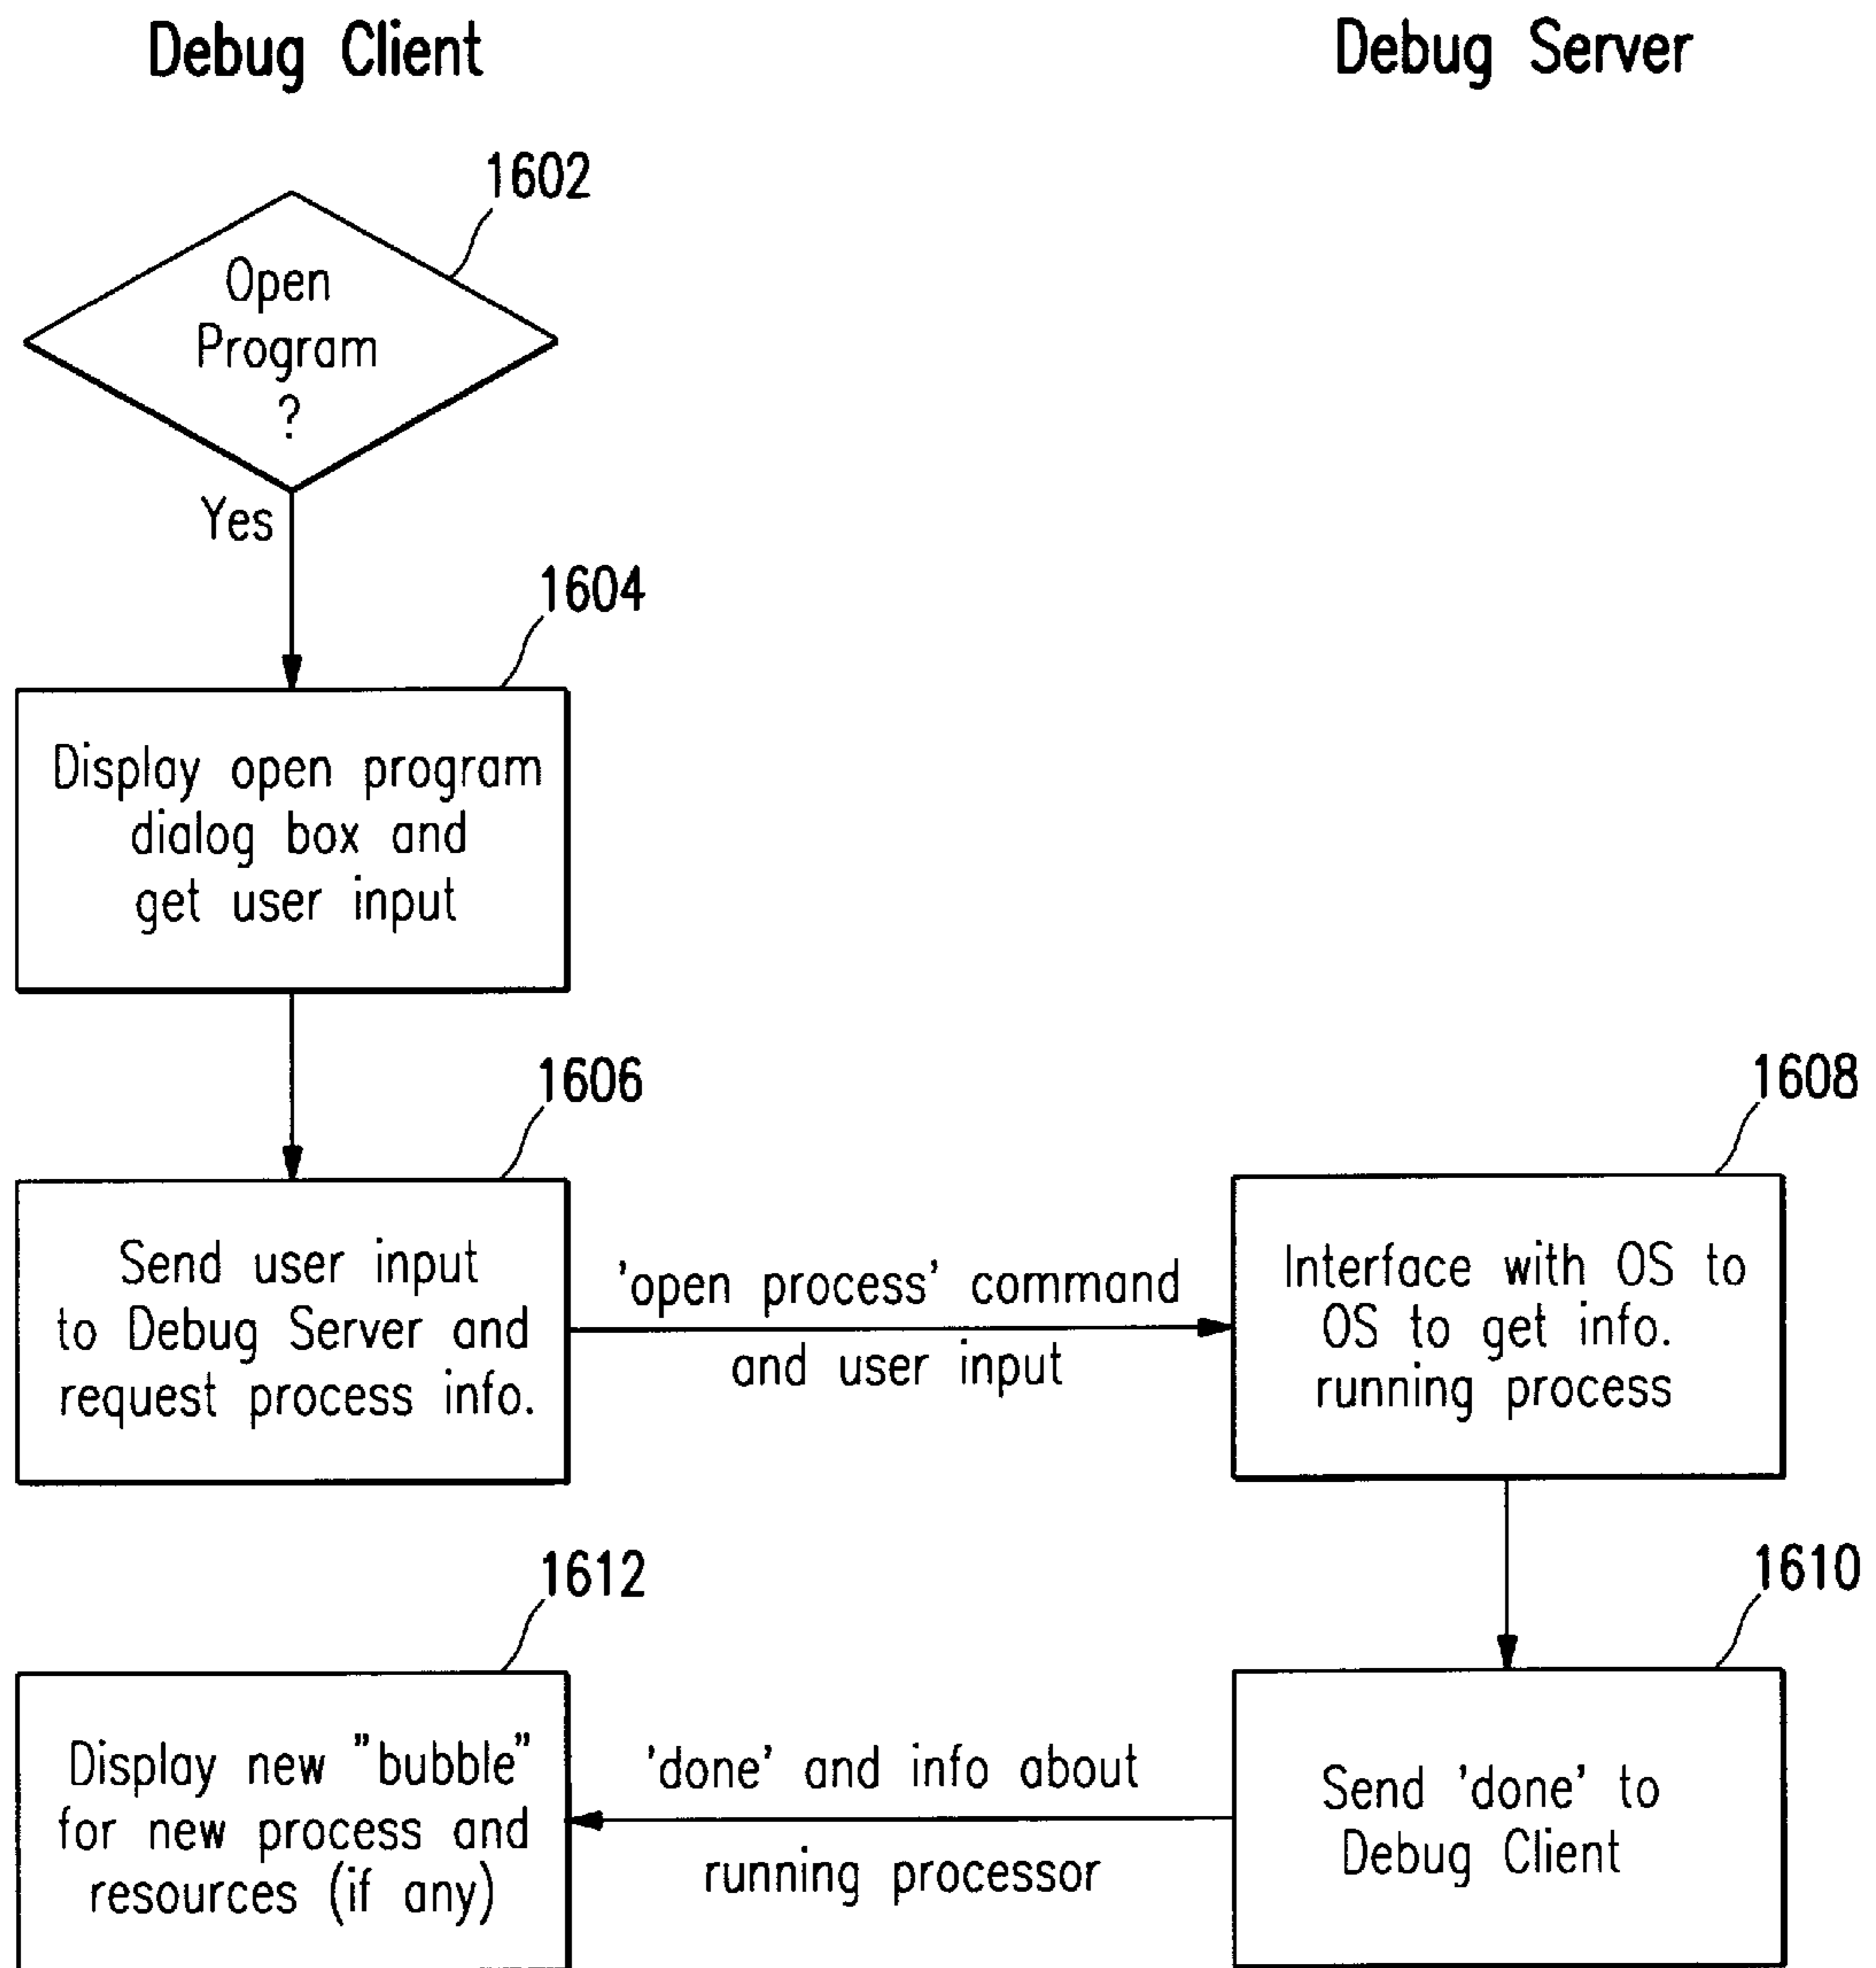 Debug Client
Debug Server
1602
Open
Program
?
Yes
1604
Display open program
dialog box and
get user input
1606
Send user input
to Debug Server and
request process info.
'open process' command
and user input
1608
Interface with OS to
OS to get info.
running process
1610
Send 'done' to
Debug Client
'done' and info about
running processor
1612
Display new "bubble"
for new process and
resources (if any)